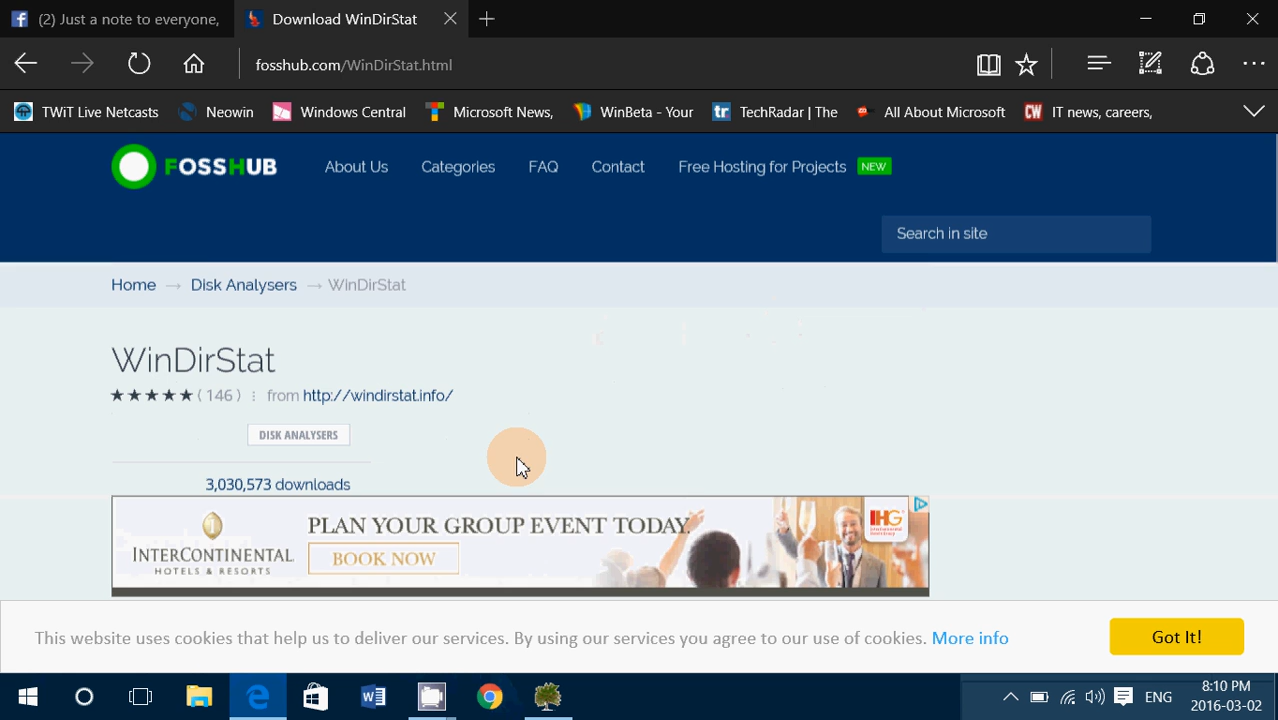 (2) Just a note to everyone,
Download WinDirStat
fosshub.com/WinDirStat.html
TWiT Live Netcasts
Neowin
Windows Central
Microsoft News,
WinBeta - Your
TechRadar | The
All About Microsoft
CW IT news, careers,
FOSSHUB
About Us
Categories
FAQ
Contact
Free Hosting for Projects NEW
Search in site
Home → Disk Analysers → WinDirStat
WinDirStat
★★★★★ ( 146 ) ⋮ from http://windirstat.info/
DISK ANALYSERS
3,030,573 downloads
INTERCONTINENTAL
HOTELS & RESORTS
PLAN YOUR GROUP EVENT TODAY.
BOOK NOW
IHG
This website uses cookies that help us to deliver our services. By using our services you agree to our use of cookies. More info
Got It!
ENG
8:10 PM
2016-03-02